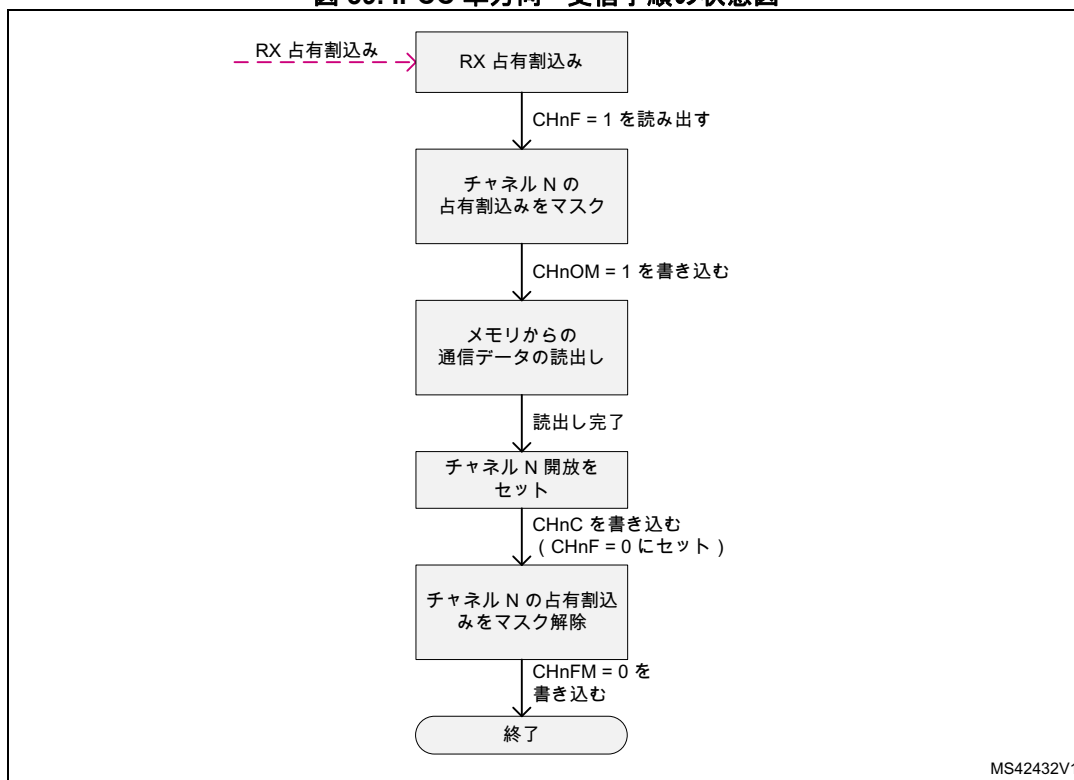 RX 占有割込み
RX 占有割込み
CHnF = 1 を読み出す
チャネル N の
占有割込みをマスク
CHnOM = 1 を書き込む
メモリからの
通信データの読出し
読出し完了
チャネル N 開放を
セット
CHnC を書き込む
( CHnF = 0 にセット )
チャネル N の占有割込
みをマスク解除
CHnFM = 0 を
書き込む
終了
MS42432V1